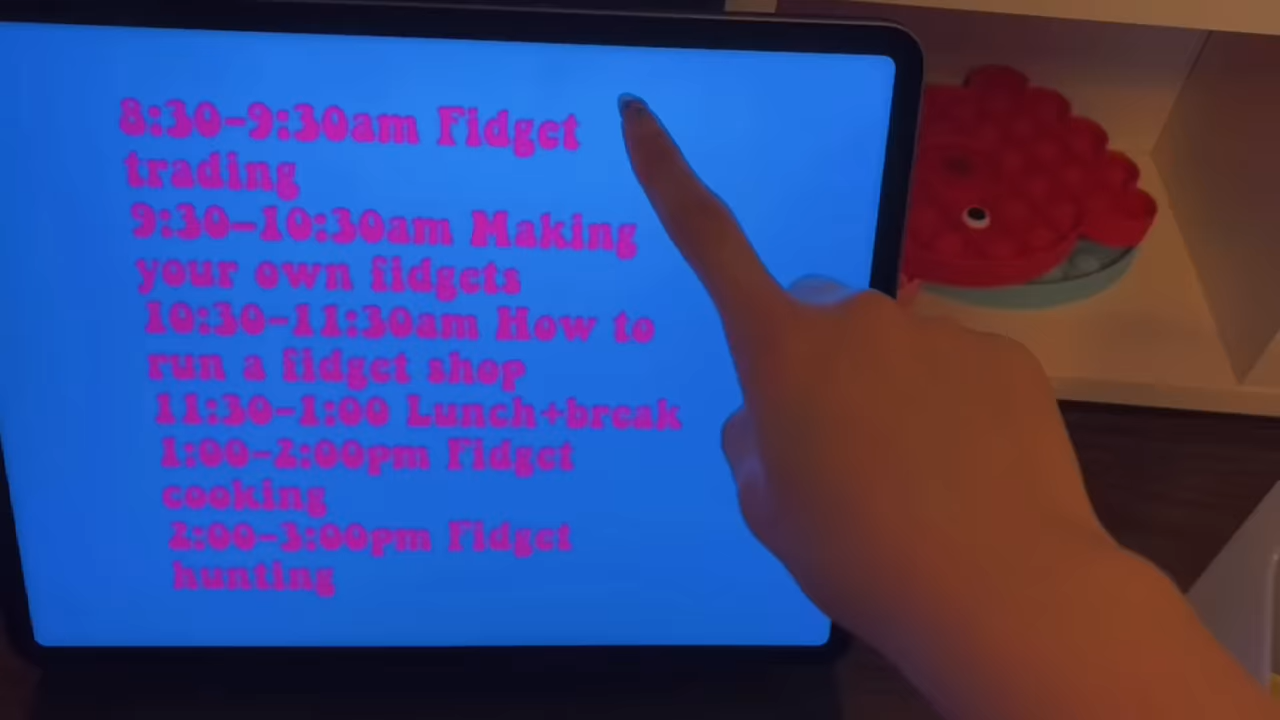 8:30-9:30am Fidget
trading
9:30-10:30am Making
your own fidgets
10:30-11:30am How to
run a fidget shop
11:30-1:00 Lunch+break
1:00-2:00pm Fidget
cooking
2:00-3:00pm Fidget
hunting